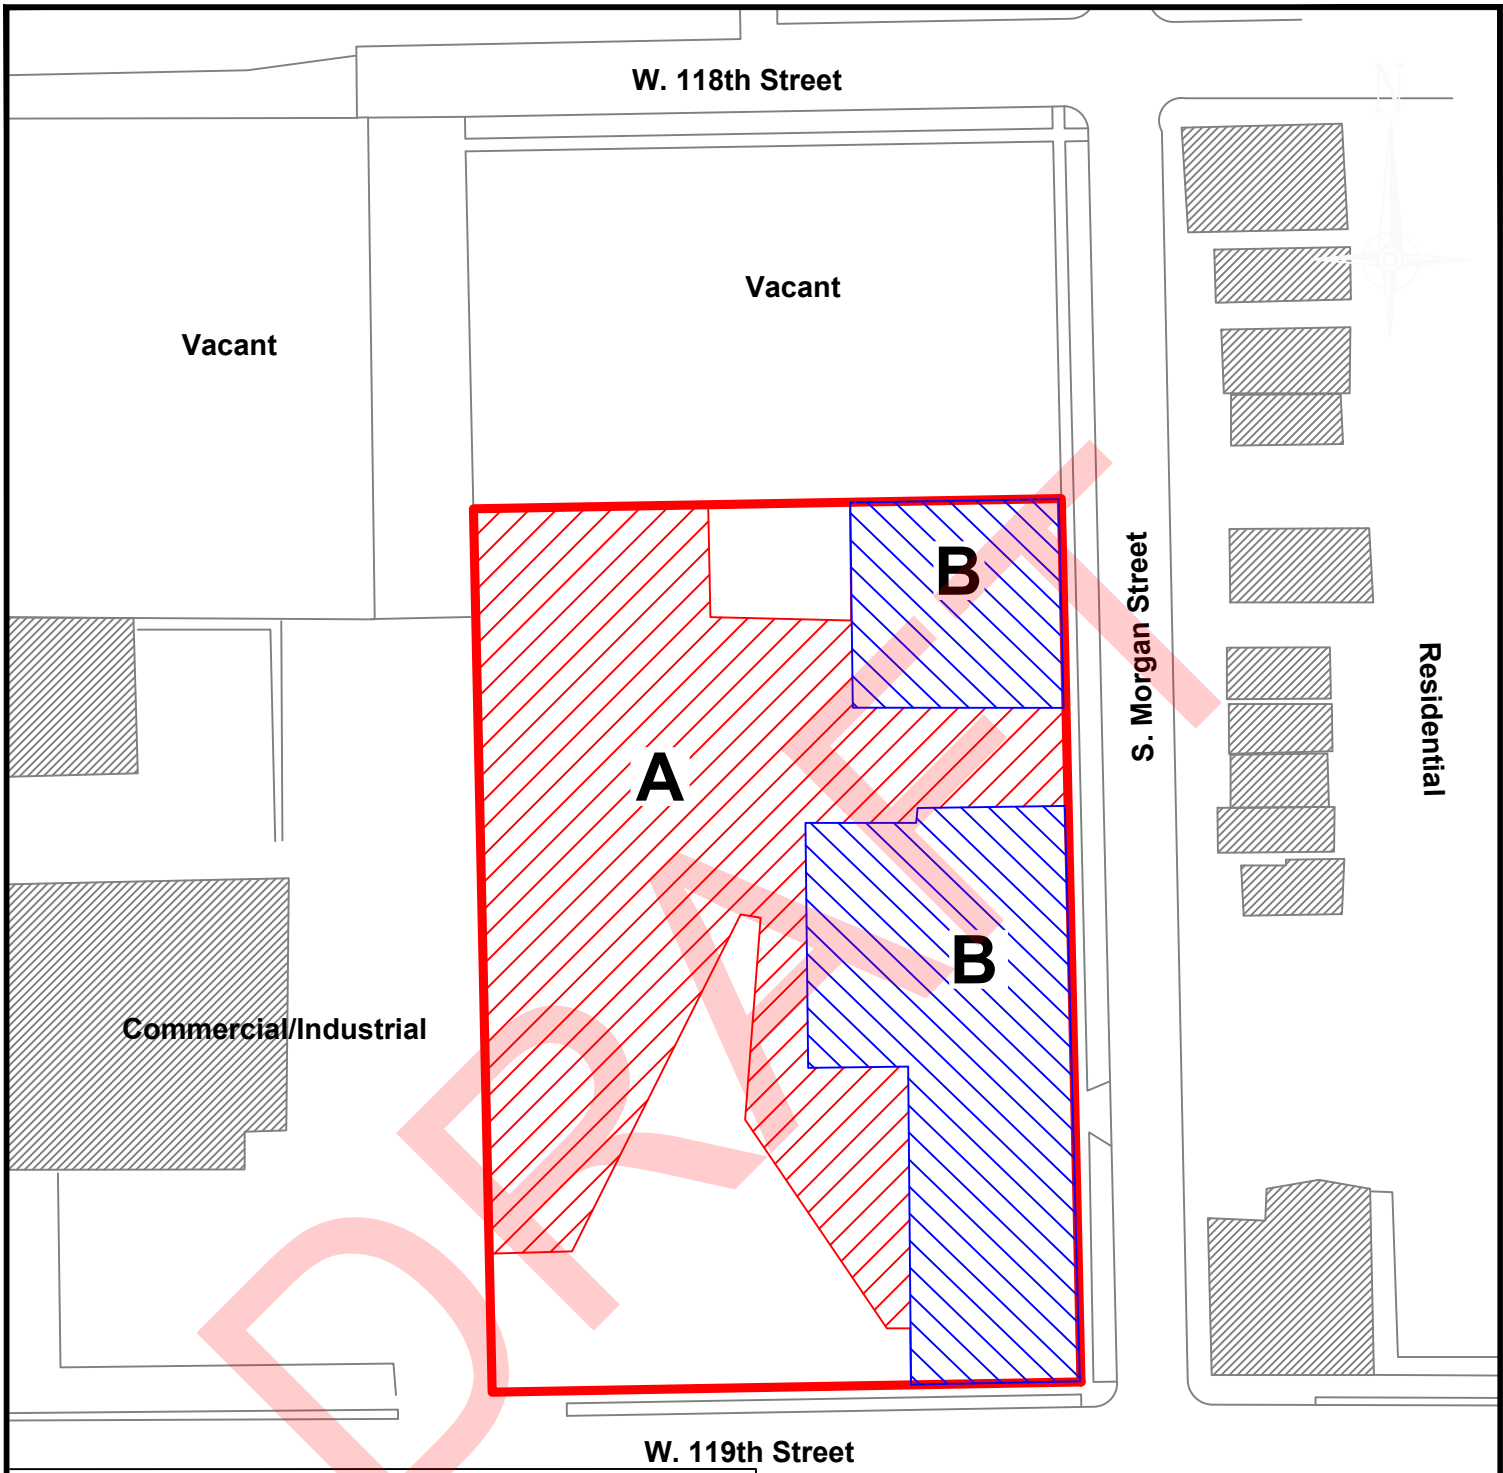 W. 118th Street
N
Vacant
Vacant
B
S. Morgan Street
Residential
A
B
Commercial/Industrial
W. 119th Street
DRAFT